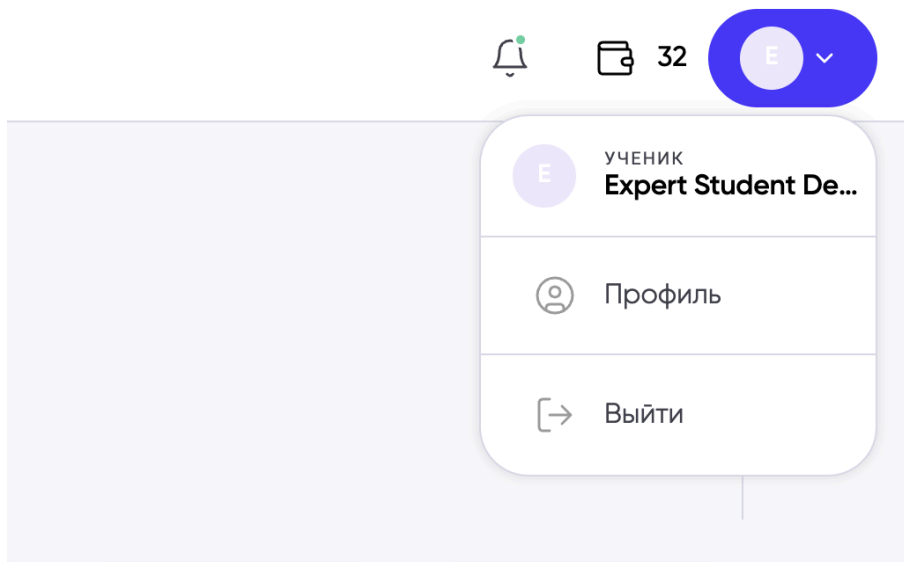 32
E
E
УЧЕНИК
Expert Student De...
Профиль
Выйти